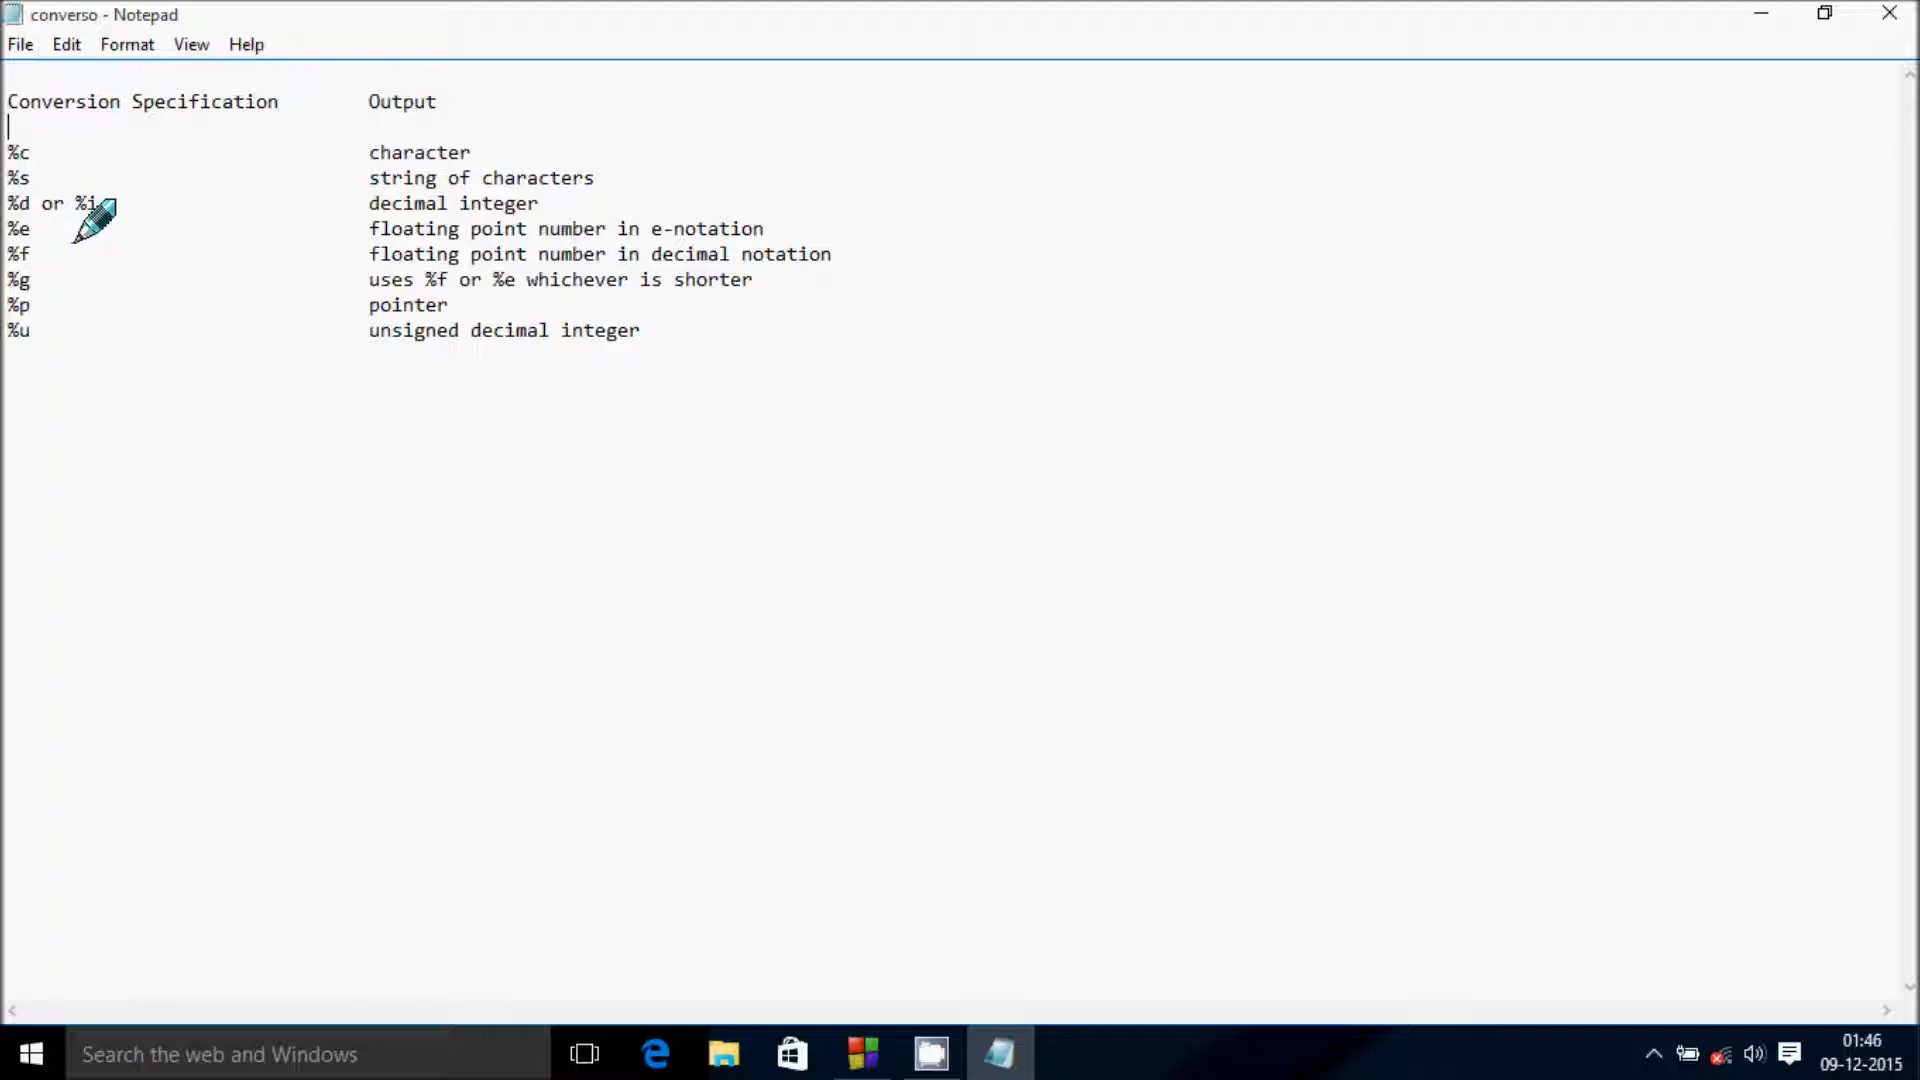 converso - Notepad
File Edit Format View Help
Conversion Specification Output
%c character
%s string of characters
%d or %i decimal integer
%e floating point number in e-notation
%f floating point number in decimal notation
%g uses %f or %e whichever is shorter
%p pointer
%u unsigned decimal integer
Search the web and Windows
01:46
09-12-2015